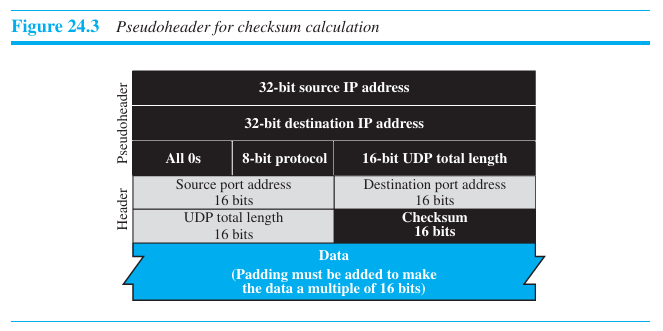 Figure 24.3 Pseudoheader for checksum calculation
Pseudoheader
32-bit source IP address
32-bit destination IP address
All 0s 8-bit protocol 16-bit UDP total length
Header
Source port address Destination port address
16 bits 16 bits
UDP total length Checksum
16 bits 16 bits
Data
(Padding must be added to make
the data a multiple of 16 bits)